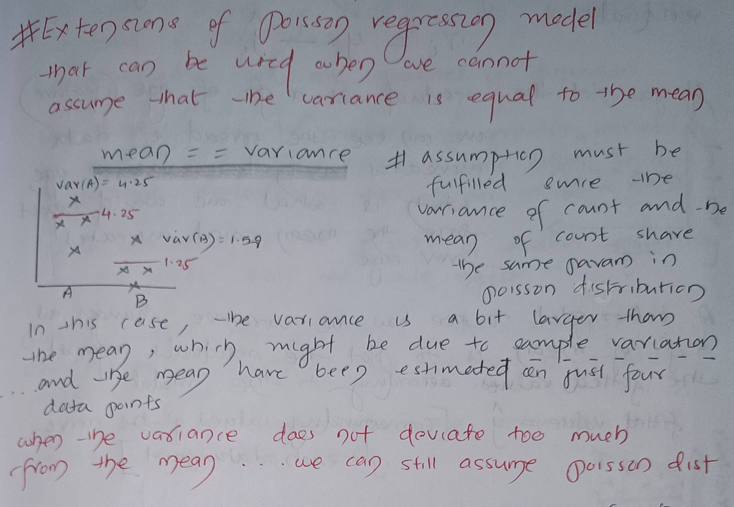 #Extensions of poisson regression model
that can be used when we cannot
assume that the variance is equal to the mean
mean == variance
# assumption must be
fulfilled since the
variance of count and the
mean of count share
the same param in
poisson distribution
var(A) = 4.25
4.25
var(B) = 1.59
1.25
A
B
In this case, the variance is a bit larger than
the mean, which might be due to sample variation
and the mean have been estimated on just four
data points
when the variance does not deviate too much
from the mean ... we can still assume poisson dist